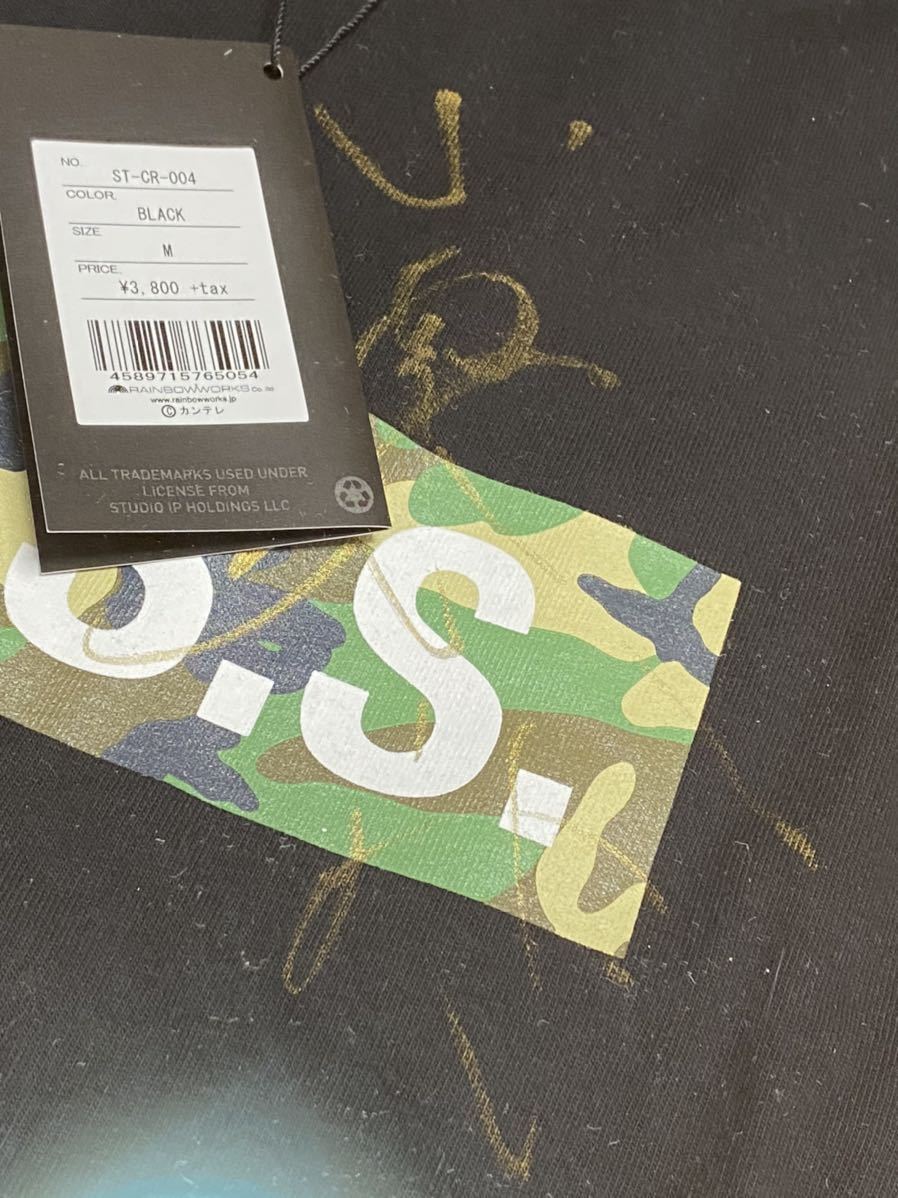 NO. ST-CR-004
COLOR. BLACK
SIZE M
PRICE. ¥3,800 +tax
4589715765054
RAINBOWWORKS Co. ltd
www.rainbowworks.jp
©カンテレ
ALL TRADEMARKS USED UNDER
LICENSE FROM
STUDIO IP HOLDINGS LLC
.S.